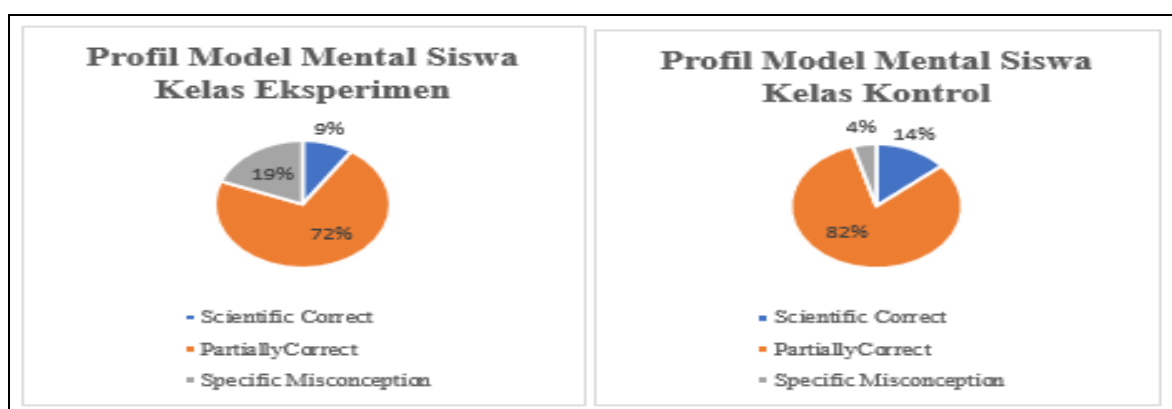 Profil Model Mental Siswa
Kelas Eksperimen
9%
19%
72%
Scientific Correct
PartiallyCorrect
Specific Misconception
Profil Model Mental Siswa
Kelas Kontrol
4%
14%
82%
Scientific Correct
PartiallyCorrect
Specific Misconception